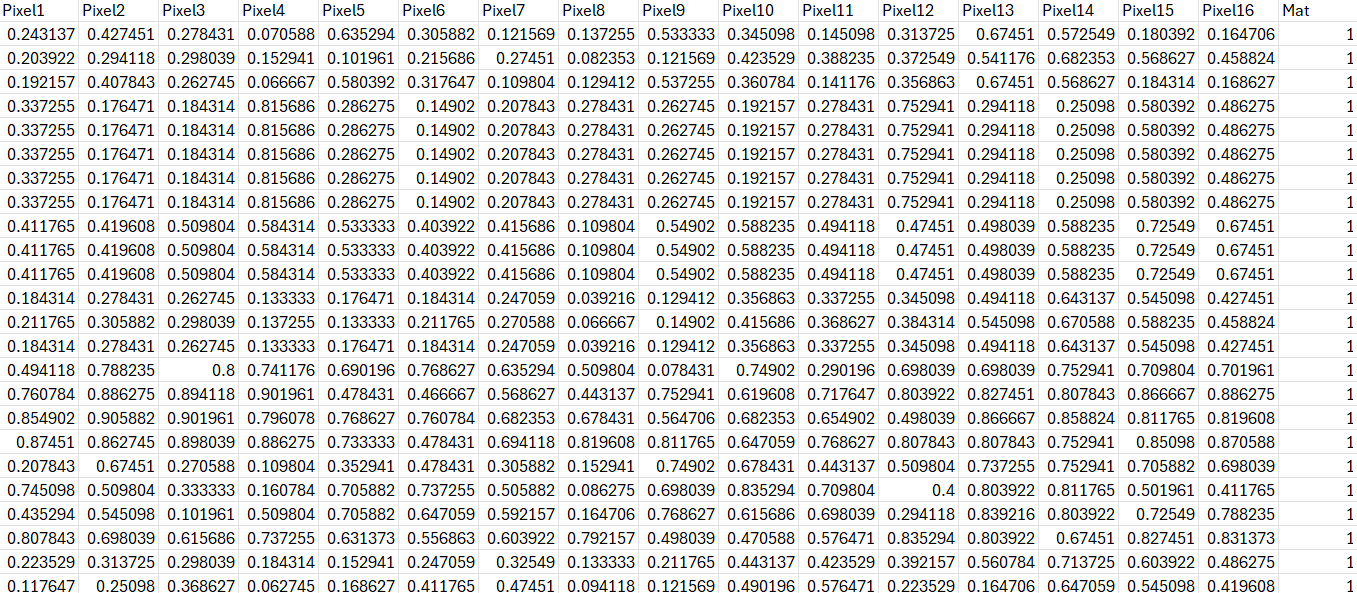 Pixel1 Pixel2 Pixel3 Pixel4 Pixel5 Pixel6 Pixel7 Pixel8 Pixel9 Pixel10 Pixel11 Pixel12 Pixel13 Pixel14 Pixel15 Pixel16 Mat
0.243137 0.427451 0.278431 0.070588 0.635294 0.305882 0.121569 0.137255 0.533333 0.345098 0.145098 0.313725 0.67451 0.572549 0.180392 0.164706 1
0.203922 0.294118 0.298039 0.152941 0.101961 0.215686 0.27451 0.082353 0.121569 0.423529 0.388235 0.372549 0.541176 0.682353 0.568627 0.458824 1
0.192157 0.407843 0.262745 0.066667 0.580392 0.317647 0.109804 0.129412 0.537255 0.360784 0.141176 0.356863 0.67451 0.568627 0.184314 0.168627 1
0.337255 0.176471 0.184314 0.815686 0.286275 0.14902 0.207843 0.278431 0.262745 0.192157 0.278431 0.752941 0.294118 0.25098 0.580392 0.486275 1
0.337255 0.176471 0.184314 0.815686 0.286275 0.14902 0.207843 0.278431 0.262745 0.192157 0.278431 0.752941 0.294118 0.25098 0.580392 0.486275 1
0.337255 0.176471 0.184314 0.815686 0.286275 0.14902 0.207843 0.278431 0.262745 0.192157 0.278431 0.752941 0.294118 0.25098 0.580392 0.486275 1
0.337255 0.176471 0.184314 0.815686 0.286275 0.14902 0.207843 0.278431 0.262745 0.192157 0.278431 0.752941 0.294118 0.25098 0.580392 0.486275 1
0.337255 0.176471 0.184314 0.815686 0.286275 0.14902 0.207843 0.278431 0.262745 0.192157 0.278431 0.752941 0.294118 0.25098 0.580392 0.486275 1
0.411765 0.419608 0.509804 0.584314 0.533333 0.403922 0.415686 0.109804 0.54902 0.588235 0.494118 0.47451 0.498039 0.588235 0.72549 0.67451 1
0.411765 0.419608 0.509804 0.584314 0.533333 0.403922 0.415686 0.109804 0.54902 0.588235 0.494118 0.47451 0.498039 0.588235 0.72549 0.67451 1
0.411765 0.419608 0.509804 0.584314 0.533333 0.403922 0.415686 0.109804 0.54902 0.588235 0.494118 0.47451 0.498039 0.588235 0.72549 0.67451 1
0.184314 0.278431 0.262745 0.133333 0.176471 0.184314 0.247059 0.039216 0.129412 0.356863 0.337255 0.345098 0.494118 0.643137 0.545098 0.427451 1
0.211765 0.305882 0.298039 0.137255 0.133333 0.211765 0.270588 0.066667 0.14902 0.415686 0.368627 0.384314 0.545098 0.670588 0.588235 0.458824 1
0.184314 0.278431 0.262745 0.133333 0.176471 0.184314 0.247059 0.039216 0.129412 0.356863 0.337255 0.345098 0.494118 0.643137 0.545098 0.427451 1
0.494118 0.788235 0.8 0.741176 0.690196 0.768627 0.635294 0.509804 0.078431 0.74902 0.290196 0.698039 0.698039 0.752941 0.709804 0.701961 1
0.760784 0.886275 0.894118 0.901961 0.478431 0.466667 0.568627 0.443137 0.752941 0.619608 0.717647 0.803922 0.827451 0.807843 0.866667 0.886275 1
0.854902 0.905882 0.901961 0.796078 0.768627 0.760784 0.682353 0.678431 0.564706 0.682353 0.654902 0.498039 0.866667 0.858824 0.811765 0.819608 1
0.87451 0.862745 0.898039 0.886275 0.733333 0.478431 0.694118 0.819608 0.811765 0.647059 0.768627 0.807843 0.807843 0.752941 0.85098 0.870588 1
0.207843 0.67451 0.270588 0.109804 0.352941 0.478431 0.305882 0.152941 0.74902 0.678431 0.443137 0.509804 0.737255 0.752941 0.705882 0.698039 1
0.745098 0.509804 0.333333 0.160784 0.705882 0.737255 0.505882 0.086275 0.698039 0.835294 0.709804 0.4 0.803922 0.811765 0.501961 0.411765 1
0.435294 0.545098 0.101961 0.509804 0.705882 0.647059 0.592157 0.164706 0.768627 0.615686 0.698039 0.294118 0.839216 0.803922 0.72549 0.788235 1
0.807843 0.698039 0.615686 0.737255 0.631373 0.556863 0.603922 0.792157 0.498039 0.470588 0.576471 0.835294 0.803922 0.67451 0.827451 0.831373 1
0.223529 0.313725 0.298039 0.184314 0.152941 0.247059 0.32549 0.133333 0.211765 0.443137 0.423529 0.392157 0.560784 0.713725 0.603922 0.486275 1
0.117647 0.25098 0.368627 0.062745 0.168627 0.411765 0.47451 0.094118 0.121569 0.490196 0.576471 0.223529 0.164706 0.647059 0.545098 0.419608 1